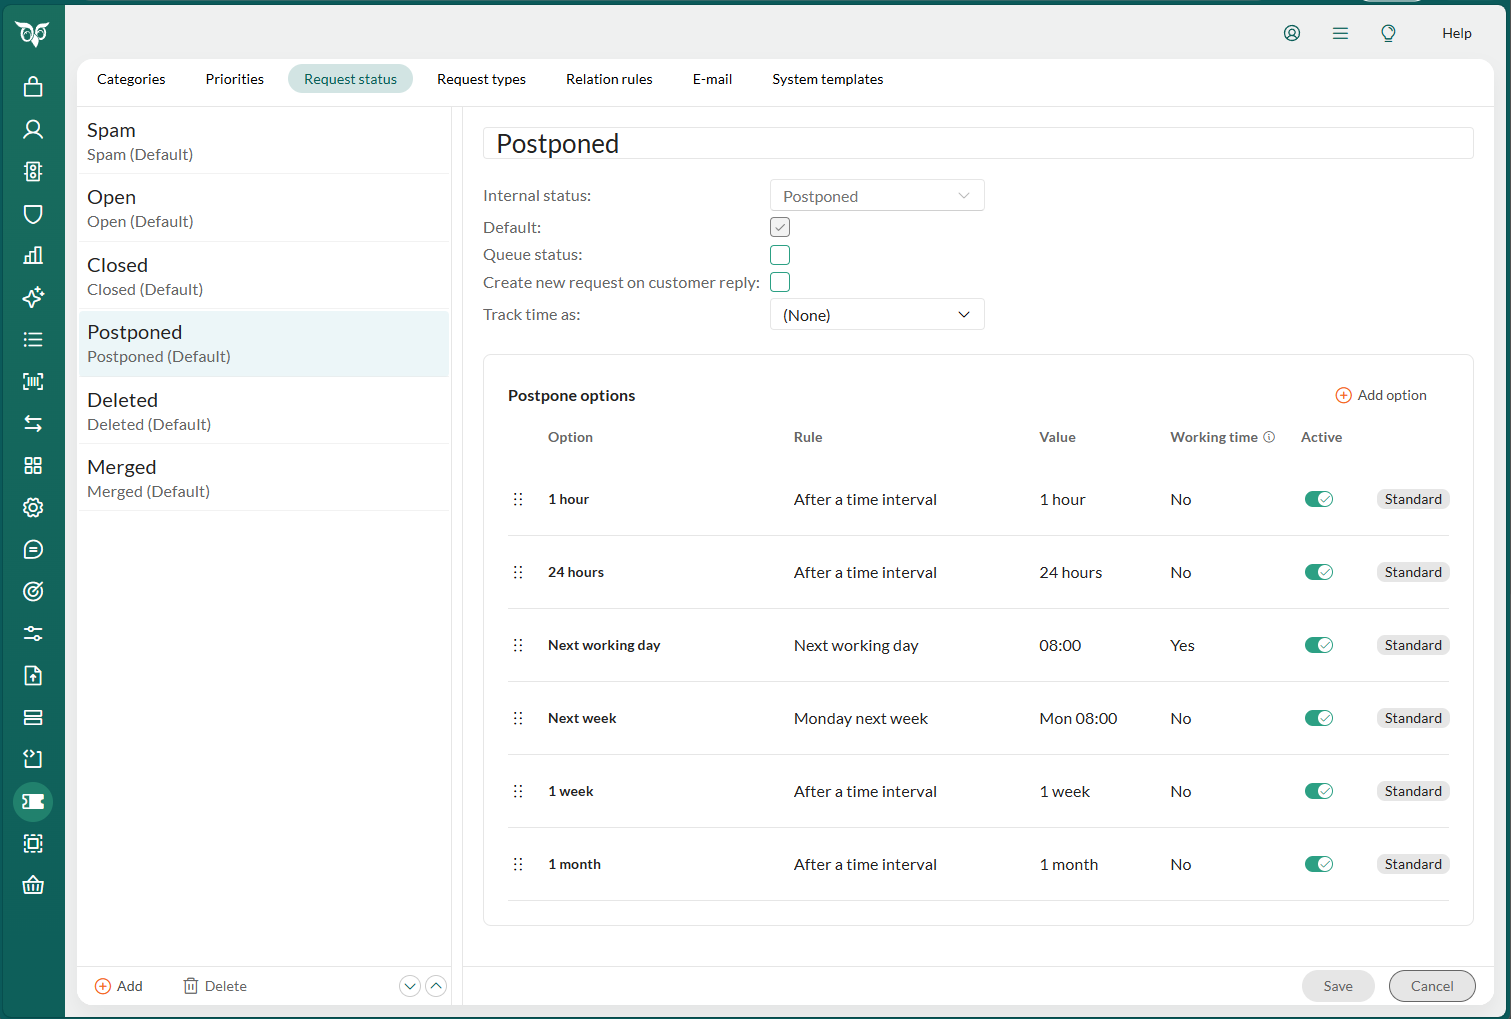 Help
Categories Priorities Request status Request types Relation rules E-mail System templates
Spam
Spam (Default)
Open
Open (Default)
Closed
Closed (Default)
Postponed
Postponed (Default)
Deleted
Deleted (Default)
Merged
Merged (Default)
Add Delete
Postponed
Internal status: Postponed
Default:
Queue status:
Create new request on customer reply:
Track time as: (None)
Postpone options Add option
Option Rule Value Working time Active
1 hour After a time interval 1 hour No Standard
24 hours After a time interval 24 hours No Standard
Next working day Next working day 08:00 Yes Standard
Next week Monday next week Mon 08:00 No Standard
1 week After a time interval 1 week No Standard
1 month After a time interval 1 month No Standard
Save Cancel